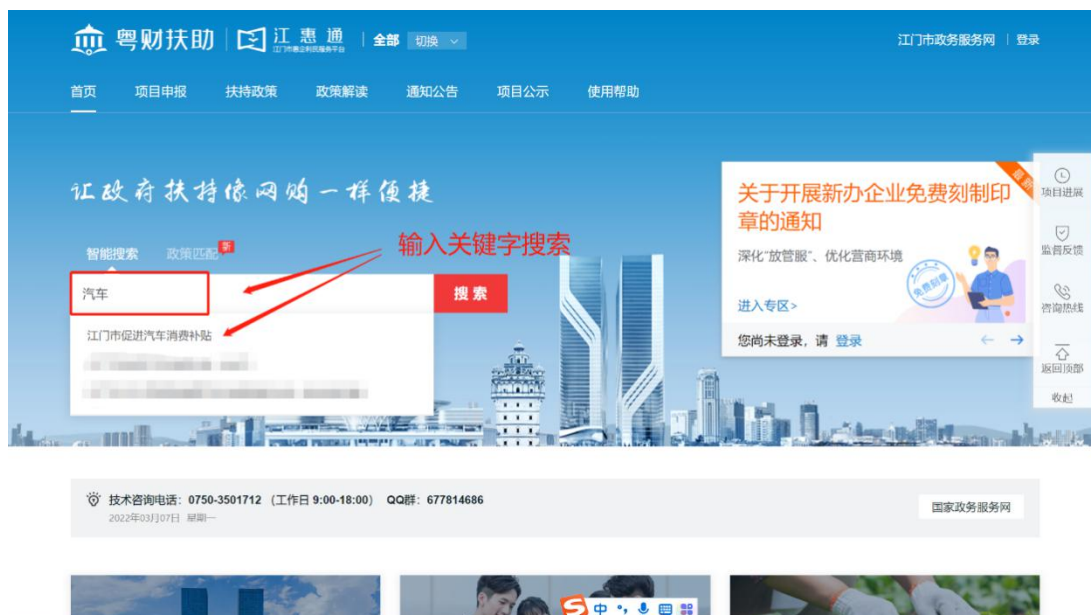 粤财扶助 江惠通 全部 切换 江门市政务服务网 登录
江门市惠企利民服务平台
首页 项目申报 扶持政策 政策解读 通知公告 项目公示 使用帮助
让政府扶持像网购一样便捷
最新
关于开展新办企业免费刻制印
章的通知
深化“放管服”、优化营商环境
免费刻章
进入专区>
您尚未登录，请 登录
项目进展
监督反馈
咨询热线
返回顶部
收起
智能搜索 政策匹配 新
输入关键字搜索
汽车 搜索
江门市促进汽车消费补贴
技术咨询电话：0750-3501712 （工作日 9:00-18:00） QQ群：677814686
2022年03月07日 星期一
国家政务服务网
中